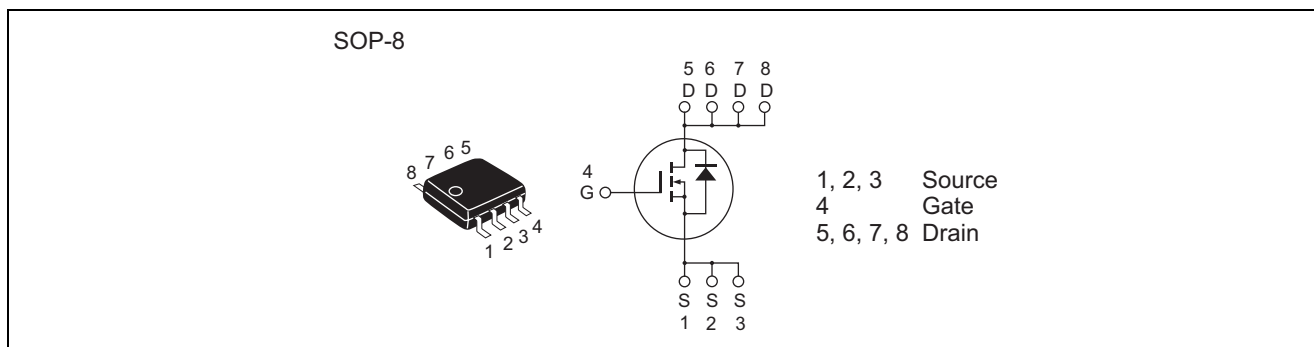 SOP-8
5 6 7 8
D D D D
8 7 6 5
1 2 3 4
4
G
S S S
1 2 3
1, 2, 3 Source
4 Gate
5, 6, 7, 8 Drain